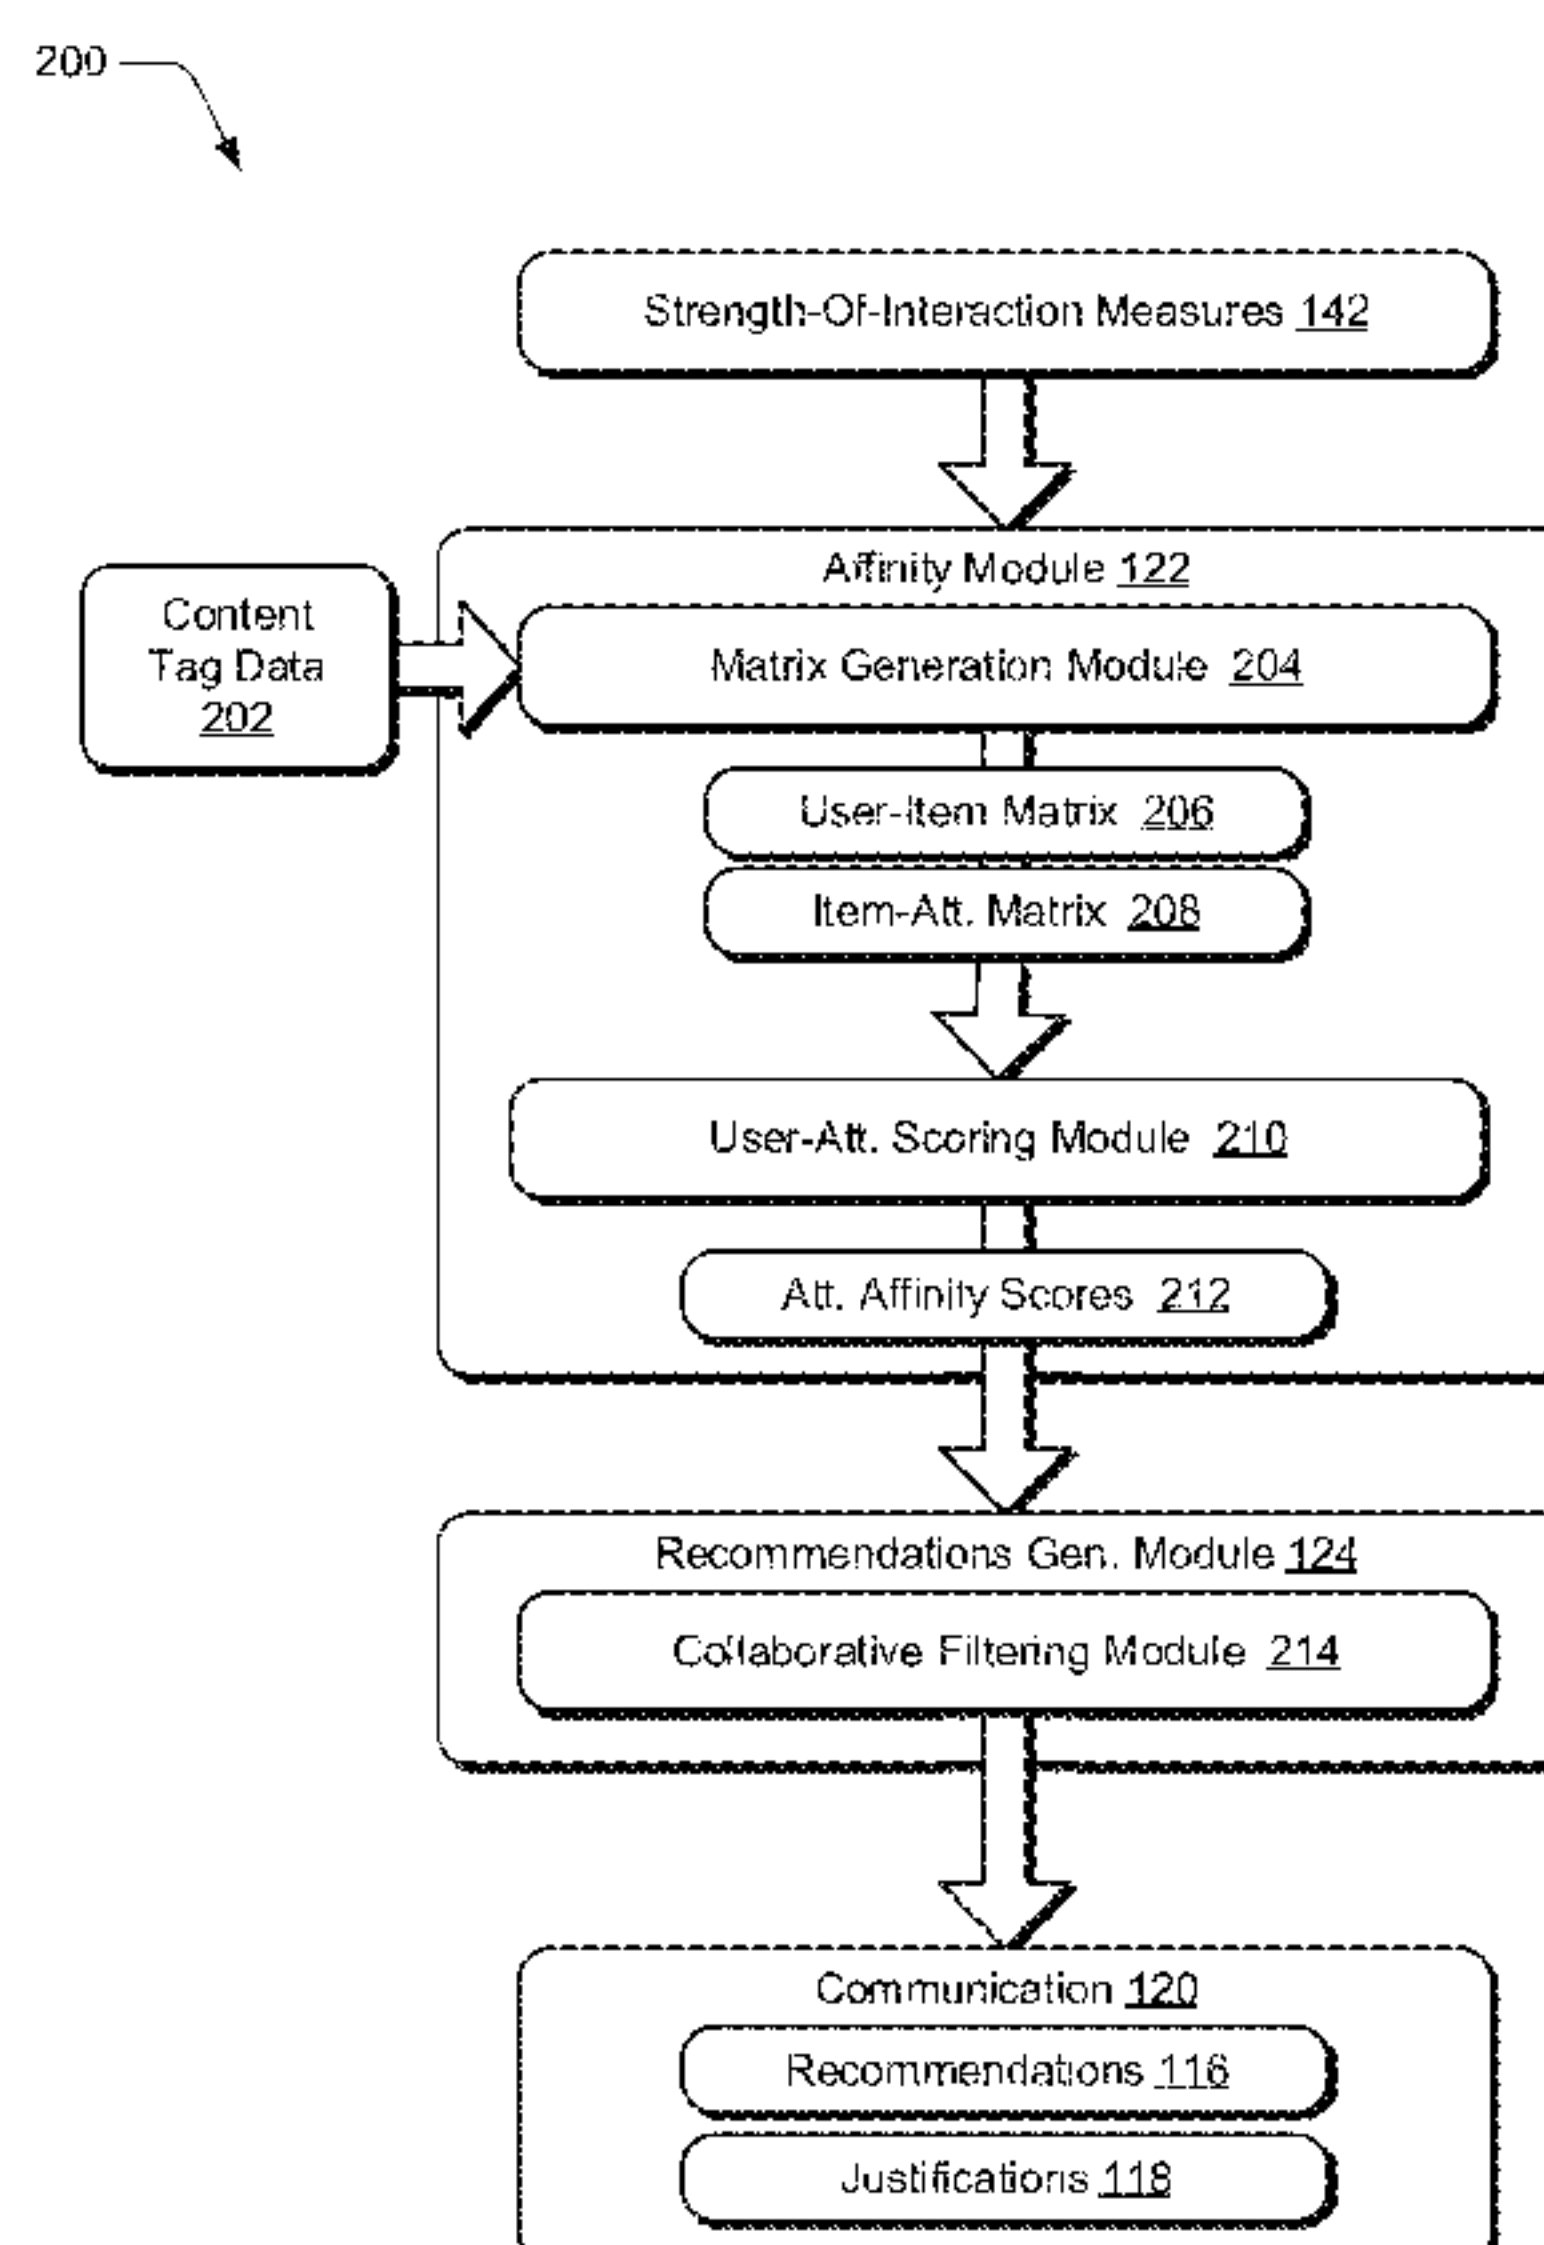 200
Strength-Of-Interaction Measures 142
Affinity Module 122
Content
Tag Data
202
Matrix Generation Module 204
User-Item Matrix 206
Item-Att. Matrix 208
User-Att. Scoring Module 210
Att. Affinity Scores 212
Recommendations Gen. Module 124
Collaborative Filtering Module 214
Communication 120
Recommendations 116
Justifications 118